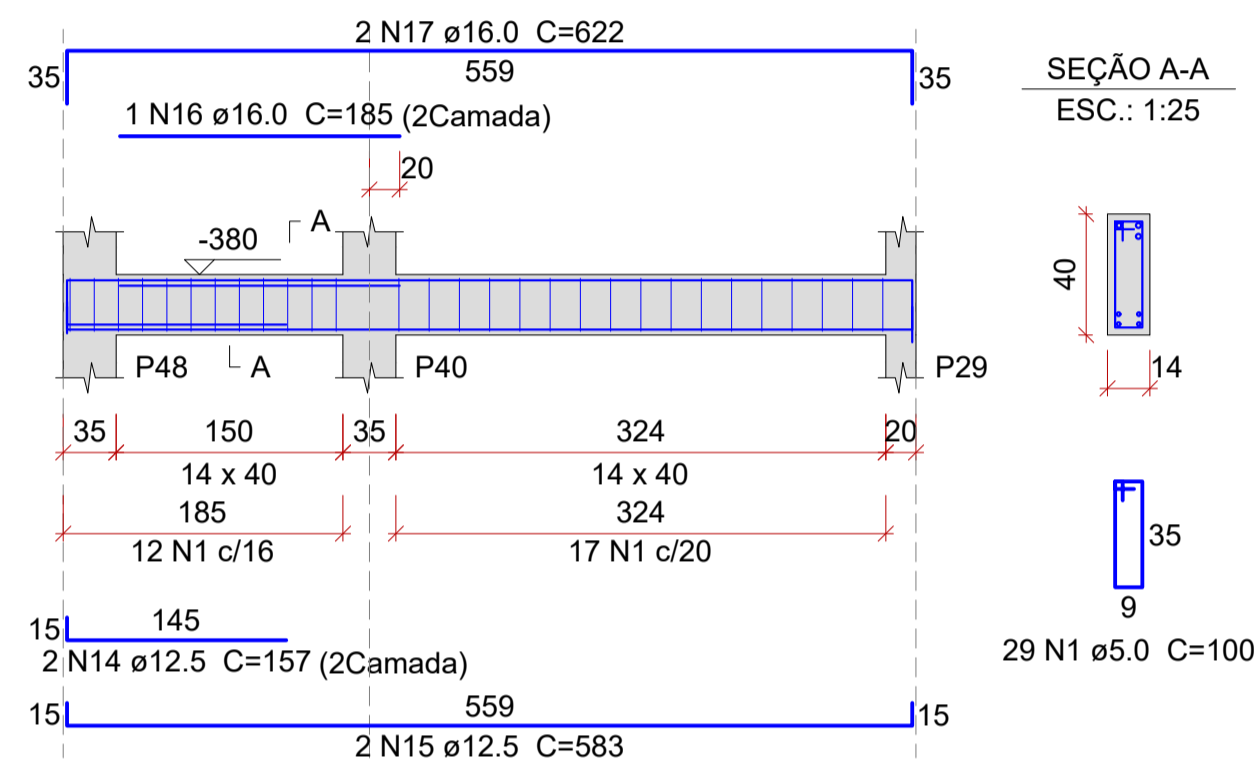 2 N17 ø16.0  C=622
35
559
35
1 N16 ø16.0  C=185 (2Camada)
20
A
-380
P48
A
P40
P29
35
150
35
324
20
14 x 40
14 x 40
185
324
12 N1 c/16
17 N1 c/20
15
145
2 N14 ø12.5  C=157 (2Camada)
15
559
15
2 N15 ø12.5  C=583
SEÇÃO A-A
ESC.: 1:25
40
14
35
9
29 N1 ø5.0  C=100